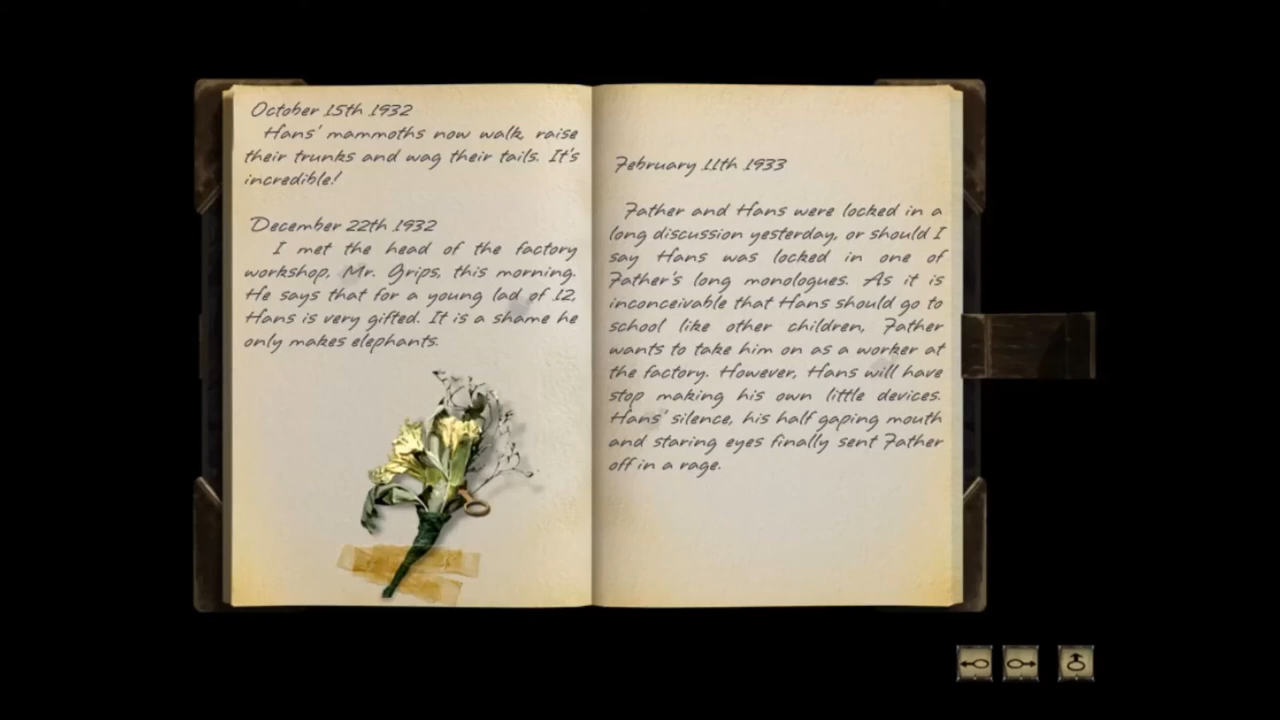 October 15th 1932
Hans' mammoths now walk, raise
their trunks and wag their tails. It's
incredible!
December 22th 1932
I met the head of the factory
workshop, Mr. Grips, this morning.
He says that for a young lad of 12,
Hans is very gifted. It is a shame he
only makes elephants.
February 11th 1933
Father and Hans were locked in a
long discussion yesterday, or should I
say Hans was locked in one of
Father's long monologues. As it is
inconceivable that Hans should go to
school like other children, Father
wants to take him on as a worker at
the factory. However, Hans will have
stop making his own little devices.
Hans' silence, his half gaping mouth
and staring eyes finally sent Father
off in a rage.